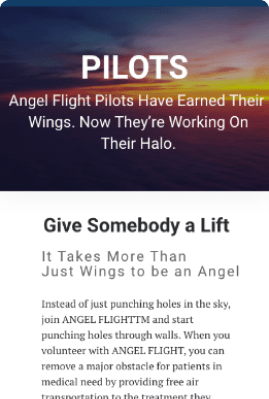 PILOTS
Angel Flight Pilots Have Earned Their
Wings. Now They're Working On
Their Halo.
Give Somebody a Lift
It Takes More Than
Just Wings to be an Angel
Instead of just punching holes in the sky,
join ANGEL FLIGHTTM and start
punching holes through walls. When you
volunteer with ANGEL FLIGHT, you can
remove a major obstacle for patients in
medical need by providing free air
transportation to the treatment they